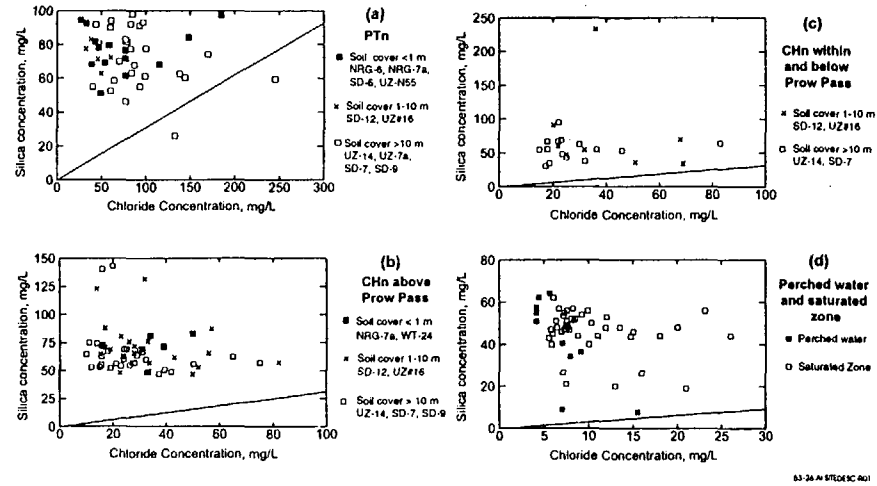 (a)
PTn
Soil cover <1 m
NRG-6, NRG-7a,
SD-6, UZ-N55
Soil cover 1-10 m
SD-12, UZ#16
Soil cover >10 m
UZ-14, UZ-7a,
SD-7, SD-9
Silica concentration, mg/L
100
80
60
40
20
0
0 50 100 150 200 250 300
Chloride Concentration, mg/L
(c)
CHn within
and below
Prow Pass
Soil cover 1-10 m
SD-12, UZ#16
Soil cover >10 m
UZ-14, SD-7
Silica concentration, mg/L
250
200
150
100
50
0
0 20 40 60 80 100
Chloride Concentration, mg/L
(b)
CHn above
Prow Pass
Soil cover < 1 m
NRG-7a, WT-24
Soil cover 1-10 m
SD-12, UZ#16
Soil cover > 10 m
UZ-14, SD-7, SD-9
Silica concentration, mg/L
150
125
100
75
50
25
0
0 20 40 60 80 100
Chloride Concentration, mg/L
(d)
Perched water
and saturated
zone
Perched water
Saturated Zone
Silica concentration, mg/L
80
60
40
20
0
0 5 10 15 20 25 30
Chloride Concentration, mg/L